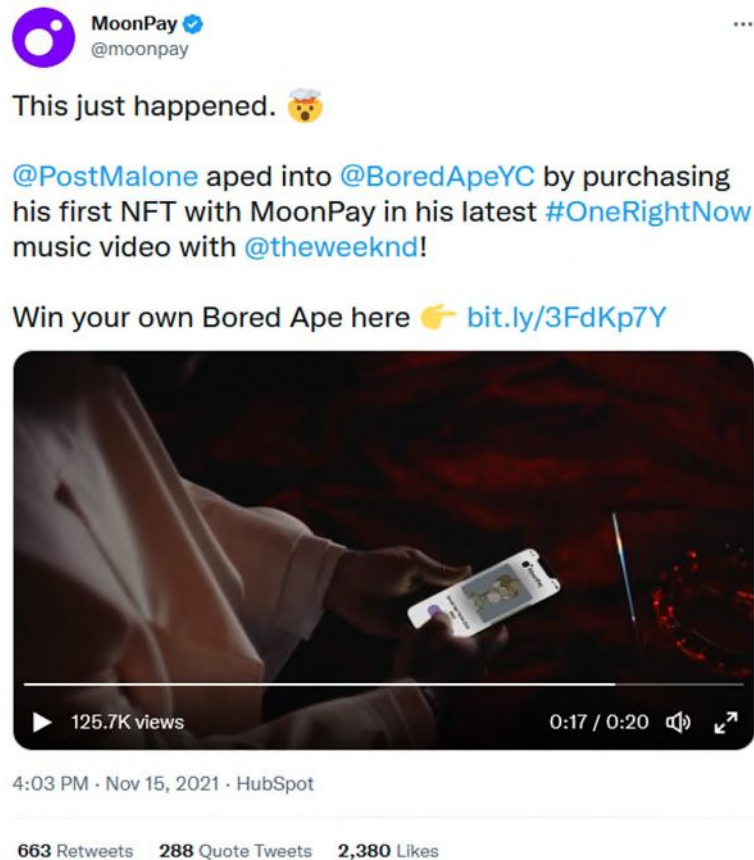 MoonPay
@moonpay
This just happened. 🤯
@PostMalone aped into @BoredApeYC by purchasing
his first NFT with MoonPay in his latest #OneRightNow
music video with @theweeknd!
Win your own Bored Ape here 👉 bit.ly/3FdKp7Y
MoonPay
125.7K views
0:17 / 0:20
4:03 PM · Nov 15, 2021 · HubSpot
663 Retweets 288 Quote Tweets 2,380 Likes